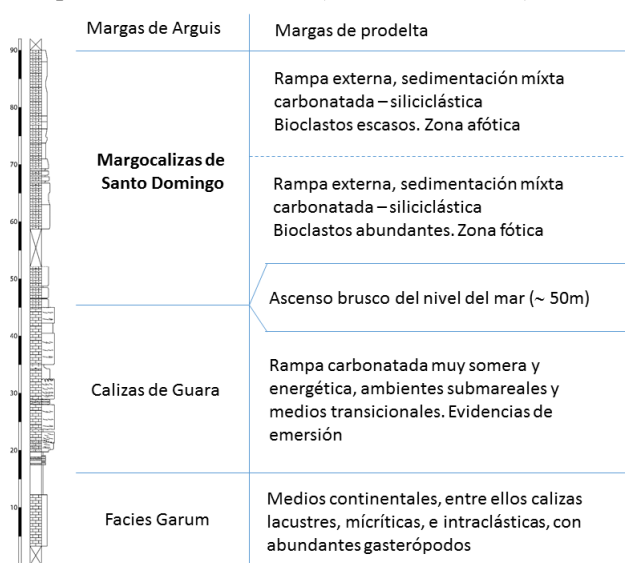 Margas de Arguis
Margas de prodelta
90
80
70
60
50
40
30
20
10
Margocalizas de
Santo Domingo
Rampa externa, sedimentación míxta
carbonatada – siliciclástica
Bioclastos escasos. Zona afótica
Rampa externa, sedimentación míxta
carbonatada – siliciclástica
Bioclastos abundantes. Zona fótica
Ascenso brusco del nivel del mar (~ 50m)
Calizas de Guara
Rampa carbonatada muy somera y
energética, ambientes submareales y
medios transicionales. Evidencias de
emersión
Facies Garum
Medios continentales, entre ellos calizas
lacustres, mícríticas, e intraclásticas, con
abundantes gasterópodos